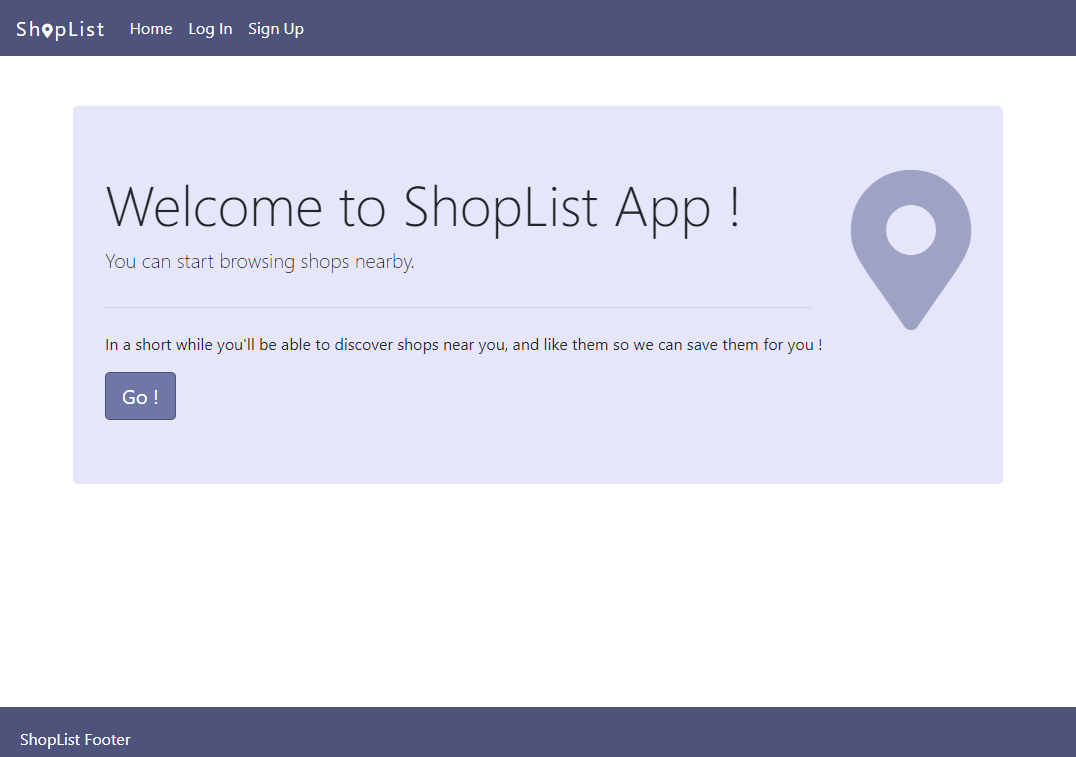 ShopList Home Log In Sign Up
Welcome to ShopList App !
You can start browsing shops nearby.
In a short while you'll be able to discover shops near you, and like them so we can save them for you !
Go !
ShopList Footer